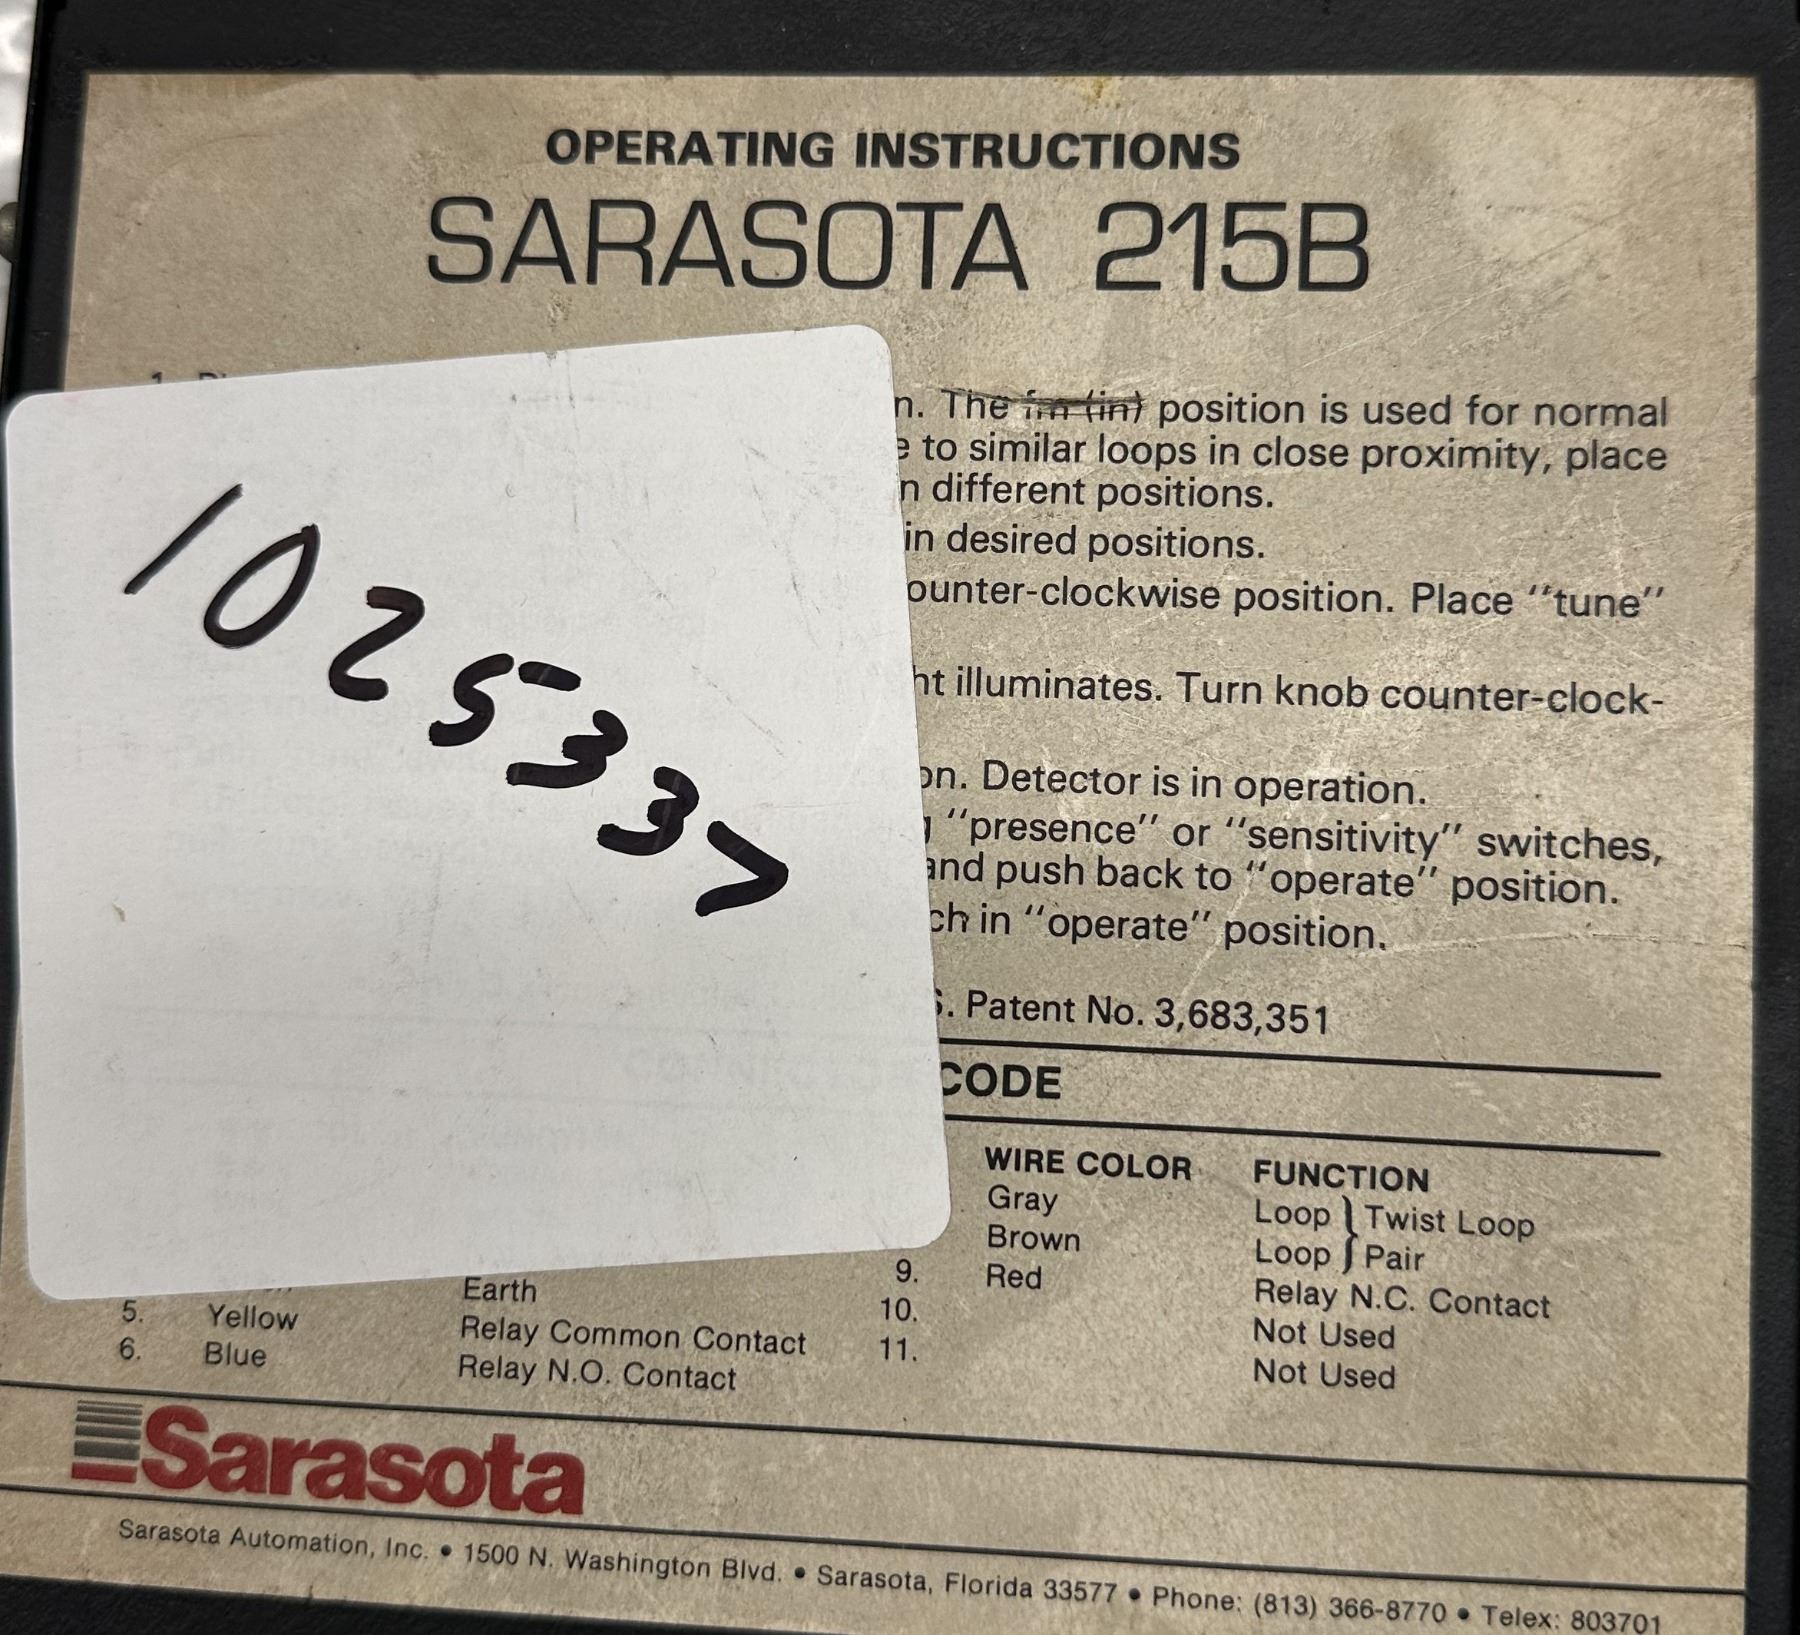 OPERATING INSTRUCTIONS
SARASOTA 215B
1.
The fm (in) position is used for normal
to similar loops in close proximity, place
different positions.
in desired positions.
counter-clockwise position. Place "tune"
illuminates. Turn knob counter-clock-
Detector is in operation.
"presence" or "sensitivity" switches,
and push back to "operate" position.
in "operate" position.
Patent No. 3,683,351
CODE
1025337
WIRE COLOR FUNCTION
Gray Loop } Twist Loop
Brown Loop } Pair
9. Red Relay N.C. Contact
10. Not Used
11. Not Used
Earth
5. Yellow Relay Common Contact
6. Blue Relay N.O. Contact
Sarasota
Sarasota Automation, Inc. • 1500 N. Washington Blvd. • Sarasota, Florida 33577 • Phone: (813) 366-8770 • Telex: 803701